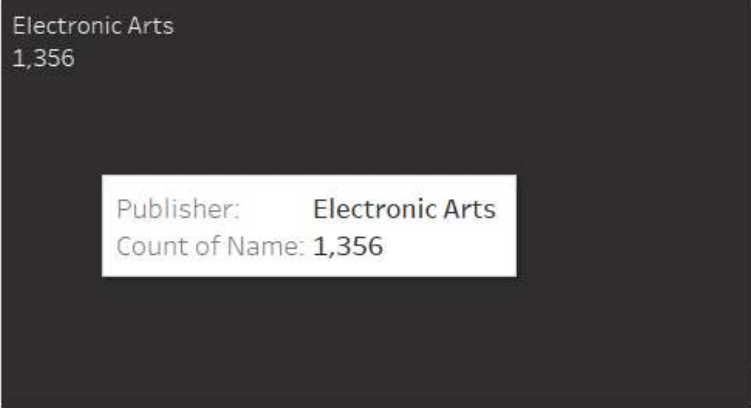 Electronic Arts
1,356
Publisher: Electronic Arts
Count of Name: 1,356